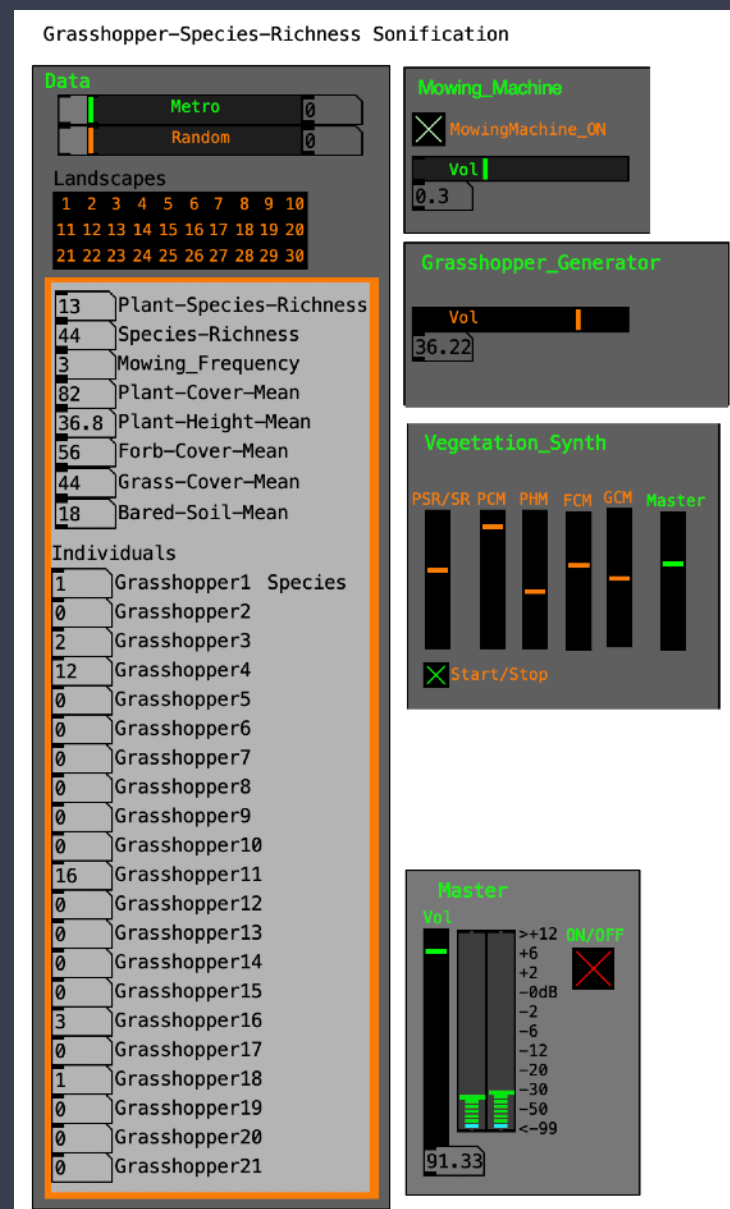 Grasshopper-Species-Richness Sonification
Data
Metro 0
Random 0
Landscapes
1 2 3 4 5 6 7 8 9 10
11 12 13 14 15 16 17 18 19 20
21 22 23 24 25 26 27 28 29 30
13 Plant-Species-Richness
44 Species-Richness
3 Mowing_Frequency
82 Plant-Cover-Mean
36.8 Plant-Height-Mean
56 Forb-Cover-Mean
44 Grass-Cover-Mean
18 Bared-Soil-Mean
Individuals
1 Grasshopper1 Species
0 Grasshopper2
2 Grasshopper3
12 Grasshopper4
0 Grasshopper5
0 Grasshopper6
0 Grasshopper7
0 Grasshopper8
0 Grasshopper9
0 Grasshopper10
16 Grasshopper11
0 Grasshopper12
0 Grasshopper13
0 Grasshopper14
0 Grasshopper15
3 Grasshopper16
0 Grasshopper17
1 Grasshopper18
0 Grasshopper19
0 Grasshopper20
0 Grasshopper21
Mowing_Machine
MowingMachine_ON
Vol
0.3
Grasshopper_Generator
Vol
36.22
Vegetation_Synth
PSR/SR PCM PHM FCM GCM Master
Start/Stop
Master
Vol
ON/OFF
>+12
+6
+2
-0dB
-2
-6
-12
-20
-30
-50
<-99
91.33